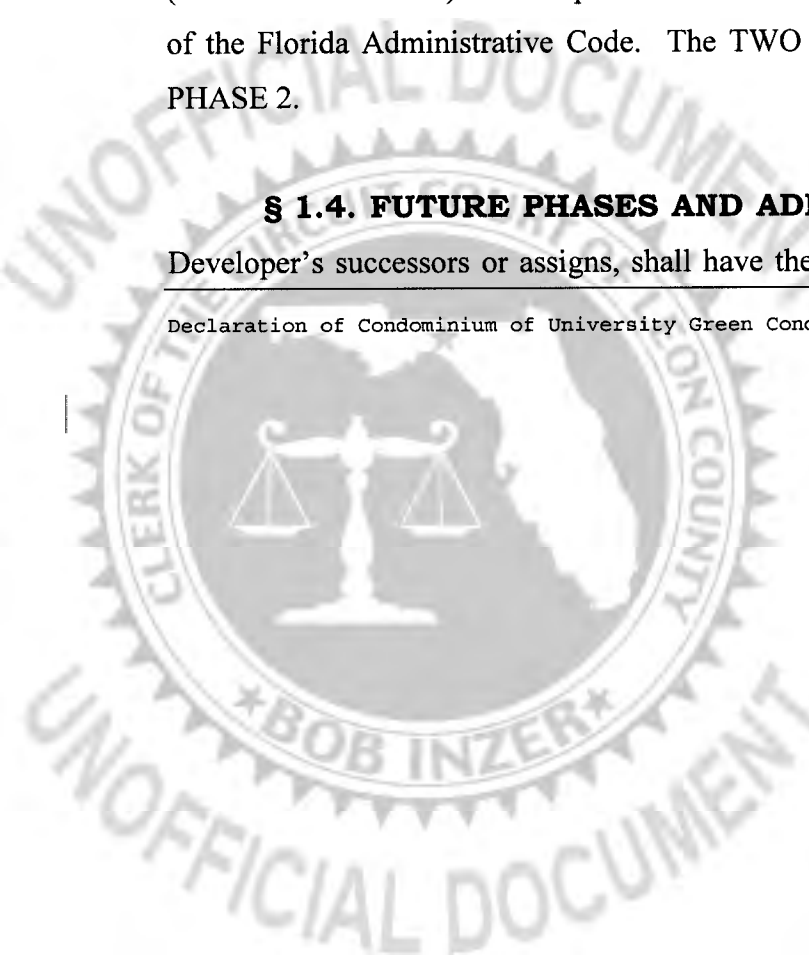 of the Florida Administrative Code. The TWO
PHASE 2.
§ 1.4. FUTURE PHASES AND
Developer's successors or assigns, shall have the
Declaration of Condominium of University Green
UNOFFICIAL DOCUMENT
CLERK OF THE CIRCUIT COURT OF LEON COUNTY
★BOB INZER★
UNOFFICIAL DOCUMENT